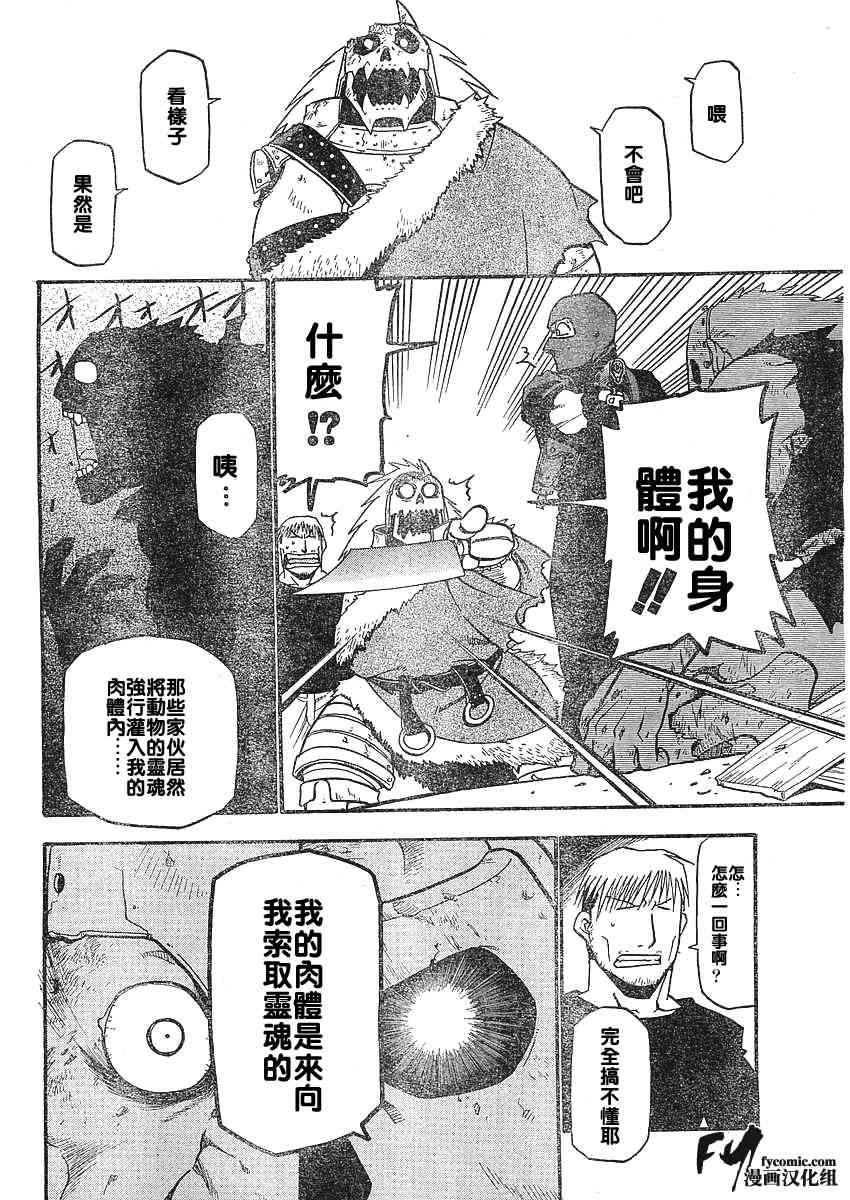 喂
不會吧
看樣子
果然是
我的身
體啊!!
什麼!?
咦…
那些家伙居然
將動物的靈魂
強行灌入我的
肉體內……
怎…
怎麼一回事啊?
完全搞不懂耶
我的肉體是來向
我索取靈魂的
FY
fycomic.com
漫画汉化组